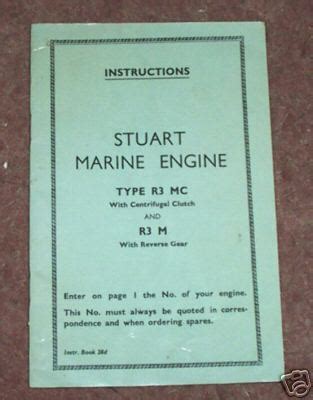 INSTRUCTIONS
STUART
MARINE ENGINE
TYPE R3 MC
With Centrifugal Clutch
AND
R3 M
With Reverse Gear
Enter on page 1 the No. of your engine.
This No. must always be quoted in corres-
pondence and when ordering spares.
Instr. Book 28d